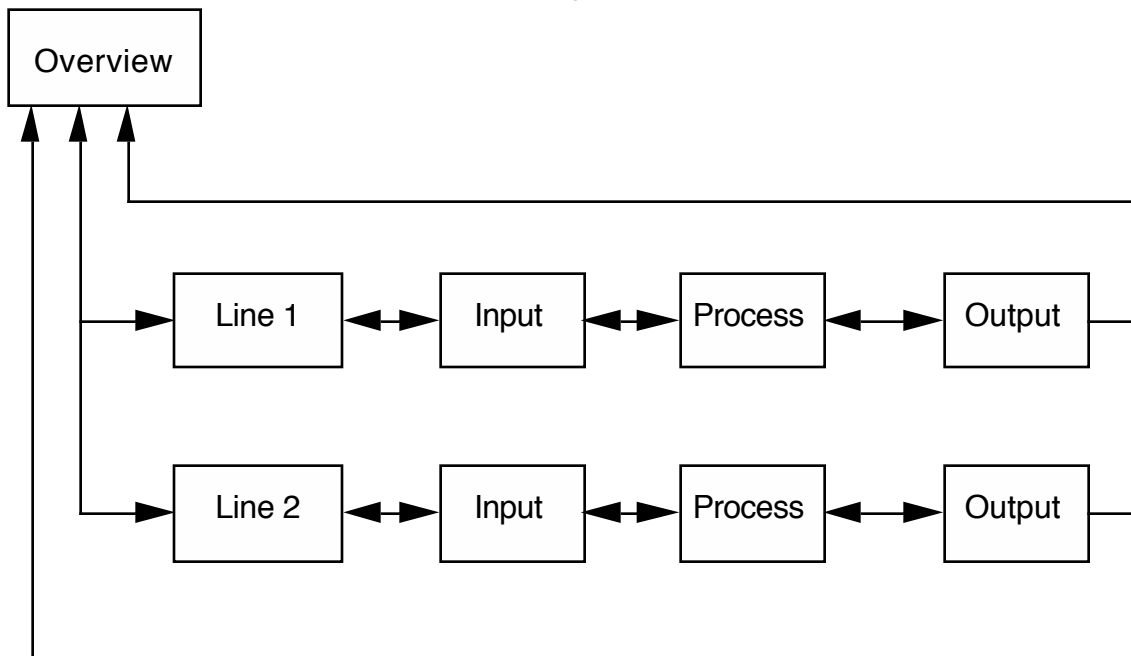 Overview
Line 1
Input
Process
Output
Line 2
Input
Process
Output